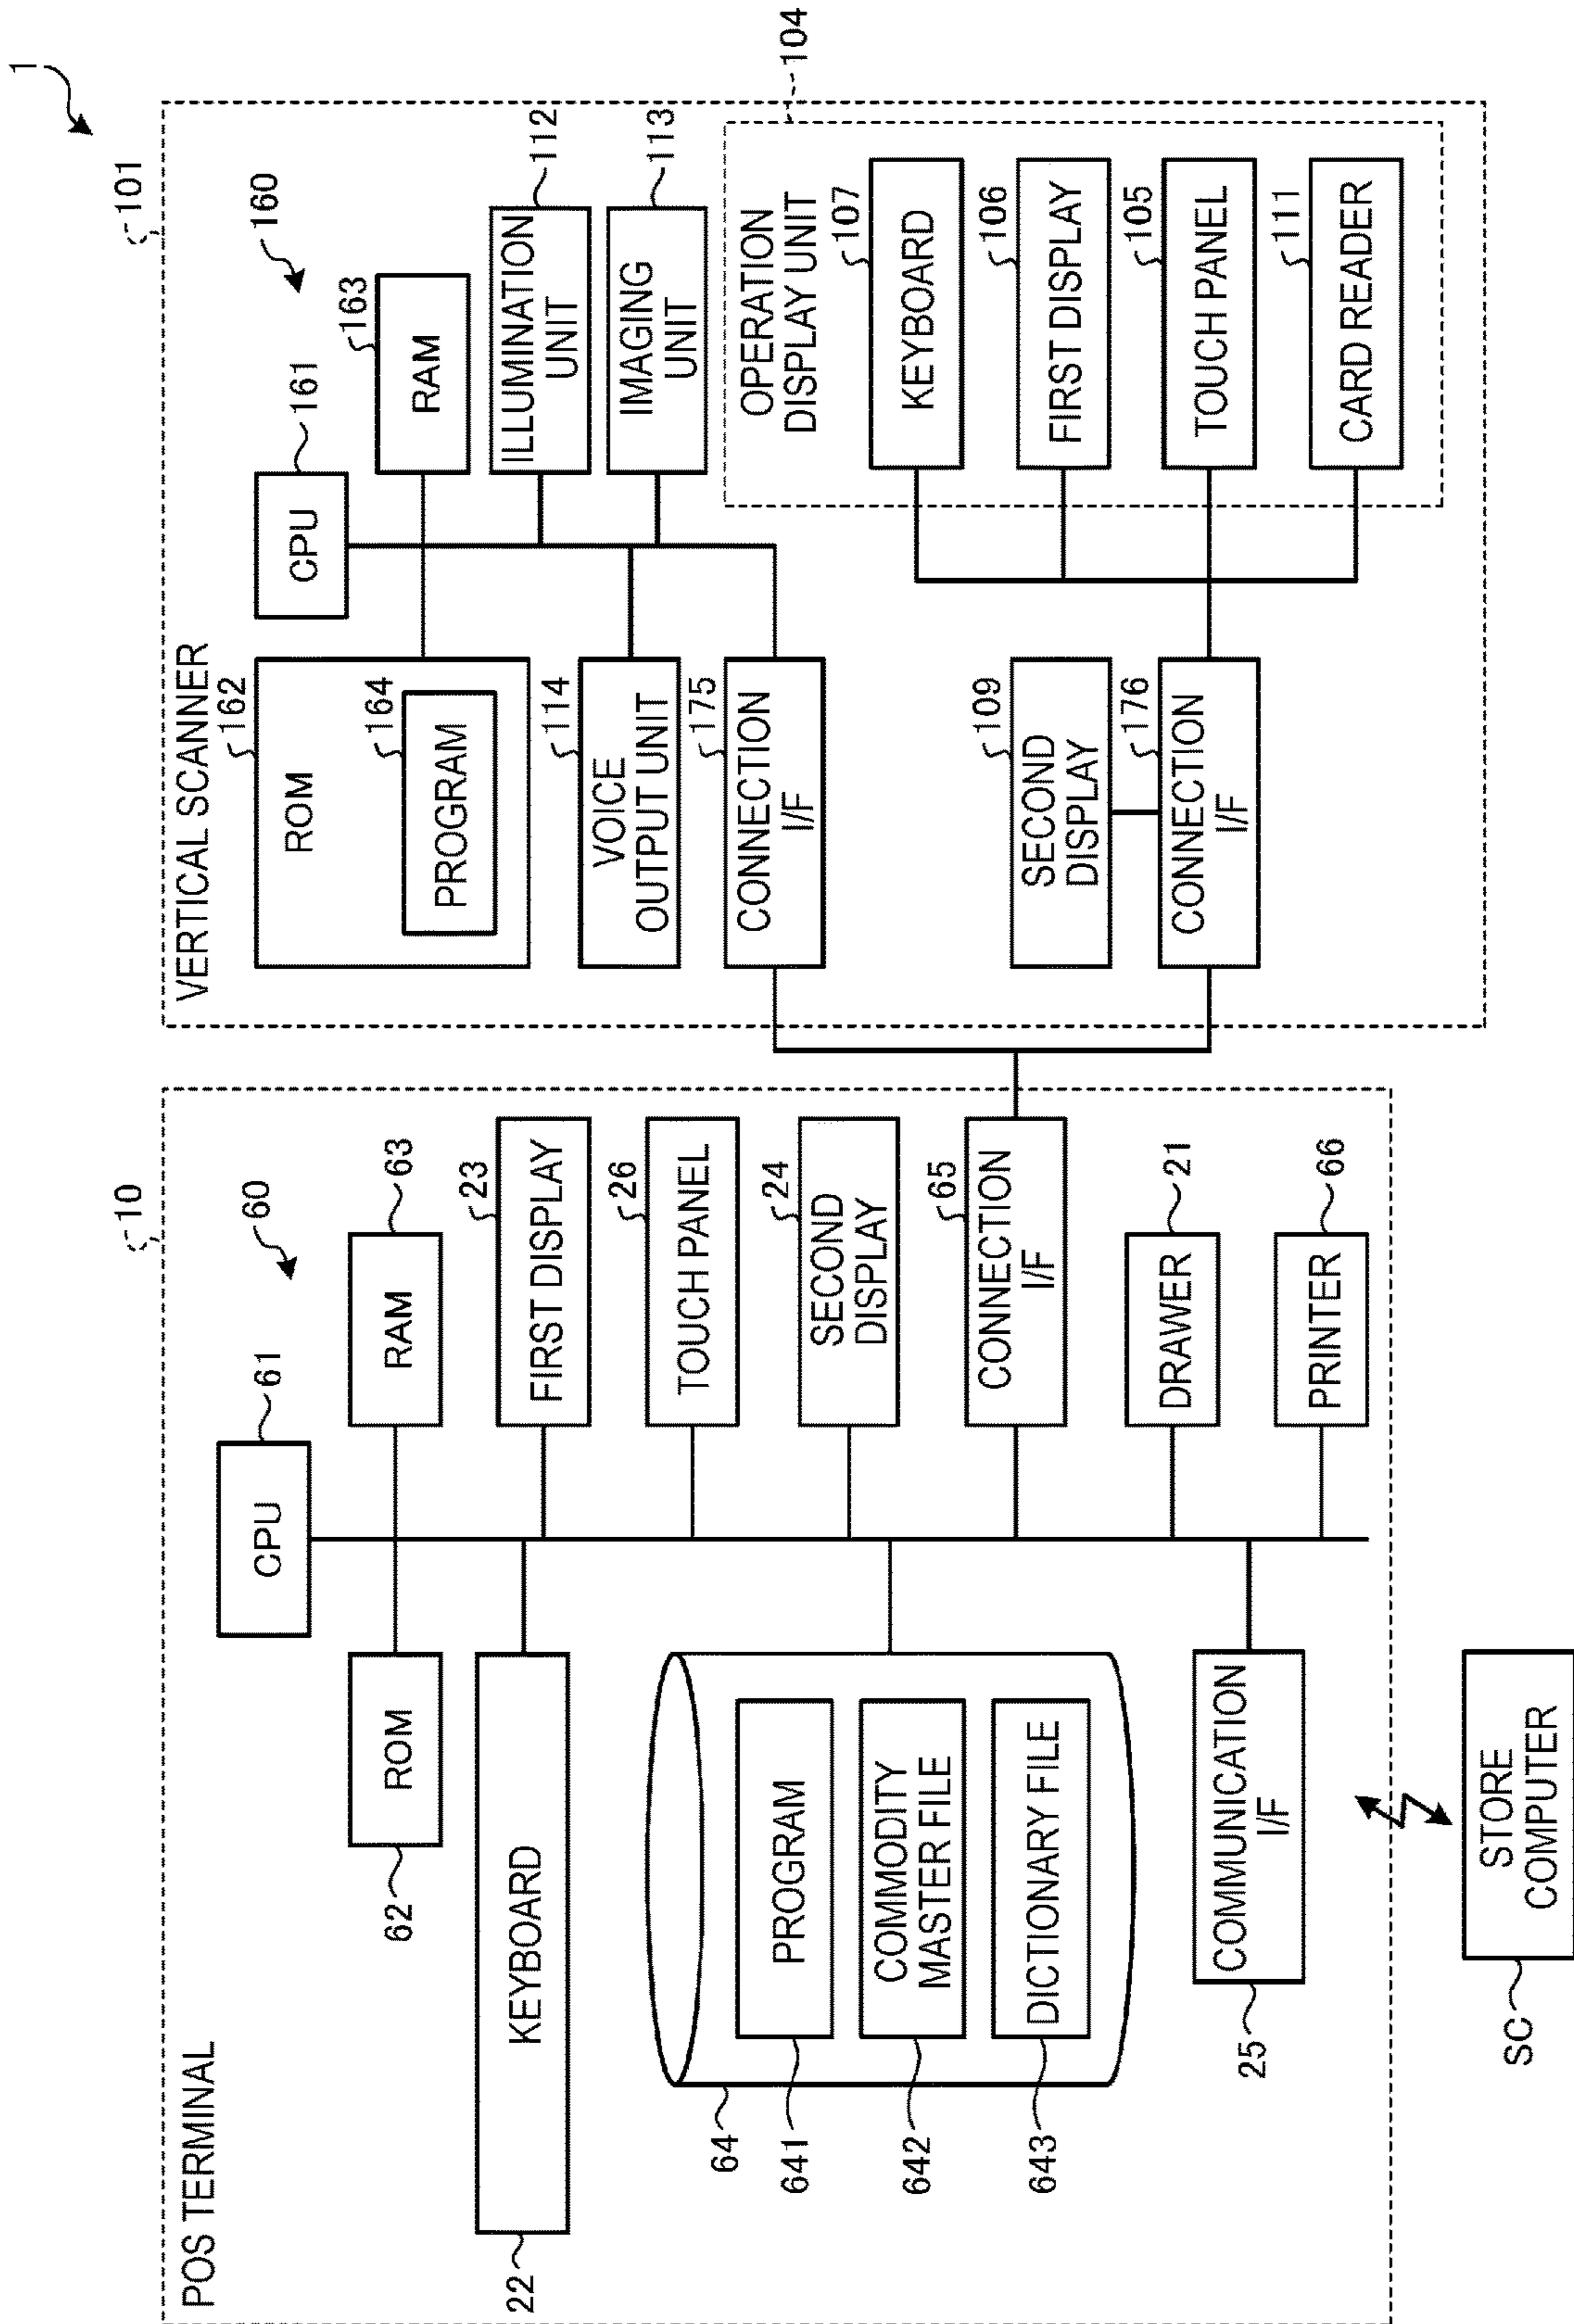 1
10
POS TERMINAL
60
CPU
61
ROM
62
RAM
63
KEYBOARD
22
FIRST DISPLAY
23
TOUCH PANEL
26
64
PROGRAM
641
COMMODITY
MASTER FILE
642
DICTIONARY FILE
643
SECOND
DISPLAY
24
CONNECTION
I/F
65
DRAWER
21
PRINTER
66
COMMUNICATION
I/F
25
STORE
COMPUTER
SC
101
VERTICAL SCANNER
160
CPU
161
ROM
162
PROGRAM
164
RAM
163
ILLUMINATION
UNIT
112
IMAGING
UNIT
113
VOICE
OUTPUT UNIT
114
CONNECTION
I/F
175
104
OPERATION
DISPLAY UNIT
KEYBOARD
107
FIRST DISPLAY
106
TOUCH PANEL
105
CARD READER
111
SECOND
DISPLAY
109
CONNECTION
I/F
176